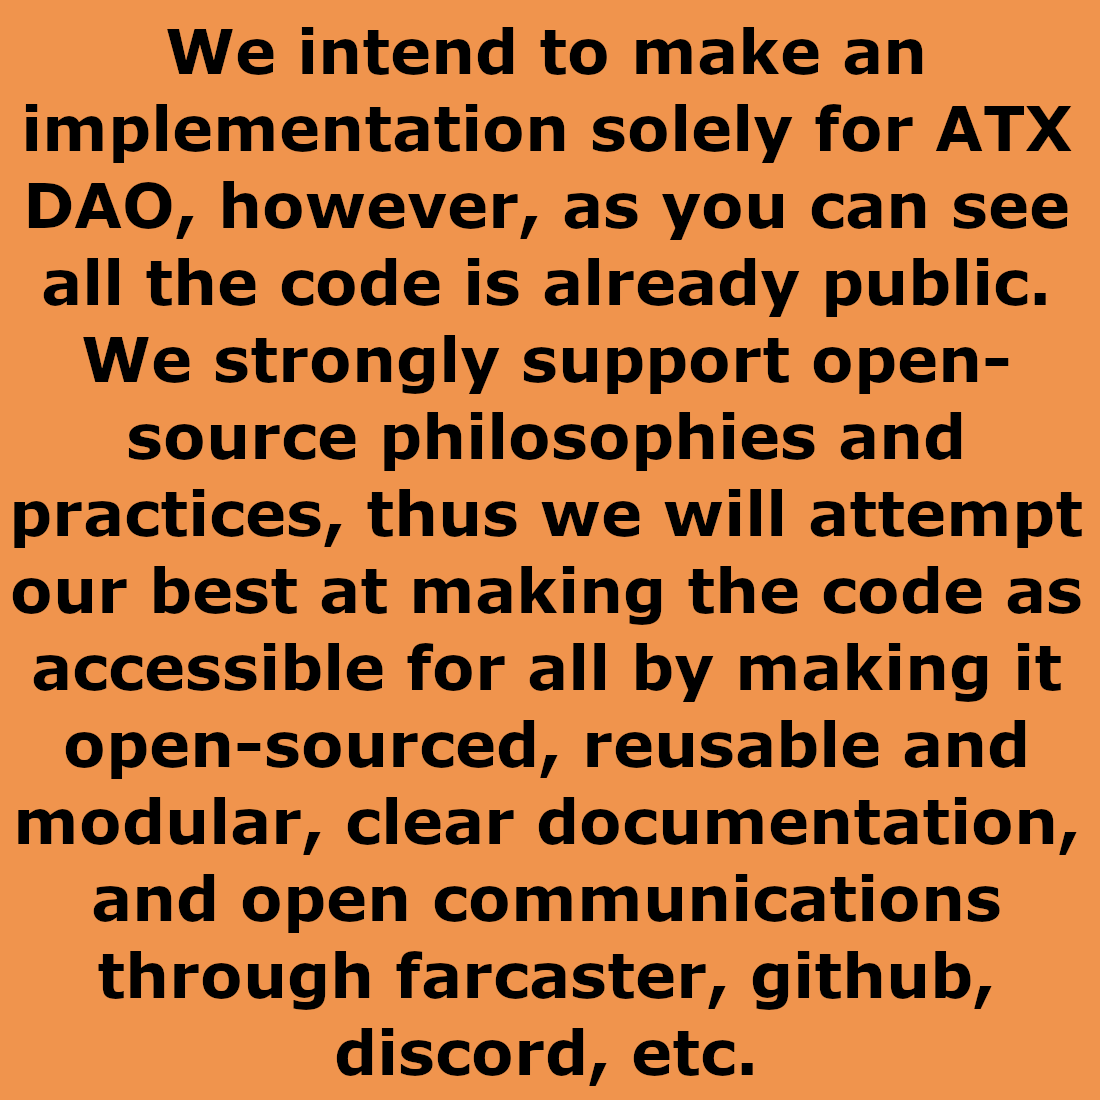 We intend to make an
implementation solely for ATX
DAO, however, as you can see
all the code is already public.
We strongly support open-
source philosophies and
practices, thus we will attempt
our best at making the code as
accessible for all by making it
open-sourced, reusable and
modular, clear documentation,
and open communications
through farcaster, github,
discord, etc.